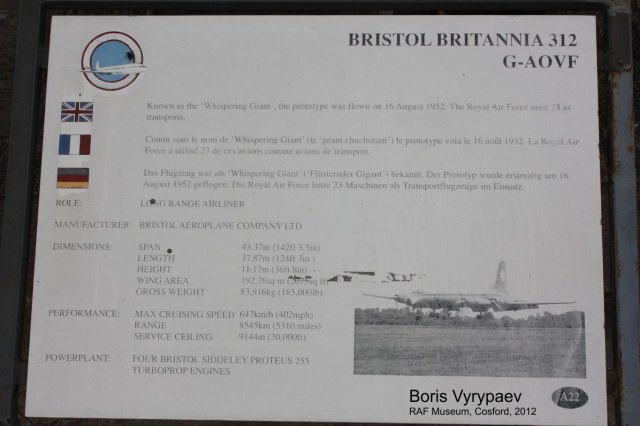 BRISTOL BRITANNIA 312
G-AOVF
Known as the 'Whispering Giant', the prototype was flown on 16 August 1952. The Royal Air Force used 23 as
transports.
Connu sous le nom de 'Whispering Giant' (le 'géant chuchotant') le prototype vola le 16 août 1952. La Royal Air
Force a utilisé 23 de ces avions comme avions de transport.
Das Flugzeug war als 'Whispering Giant' ('Flüsternder Gigant') bekannt. Der Prototyp wurde erstmalig am 16
August 1952 geflogen. Die Royal Air Force hatte 23 Maschinen als Transportflugzeuge im Einsatz.
ROLE: LONG RANGE AIRLINER
MANUFACTURER: BRISTOL AEROPLANE COMPANY LTD
DIMENSIONS: SPAN 43.37m (142ft 3.5in)
LENGTH 37.87m (124ft 3in)
HEIGHT (36ft 8in)
WING AREA 192.76sq m
GROSS WEIGHT 83,916kg (185,000lb)
PERFORMANCE: MAX CRUISING SPEED 647km/h (402mph)
RANGE 8545km (5310 miles)
SERVICE CEILING 9144m (30,000ft)
POWERPLANT: FOUR BRISTOL SIDDELEY PROTEUS 255
TURBOPROP ENGINES
A22
Boris Vyrypaev
RAF Museum, Cosford, 2012